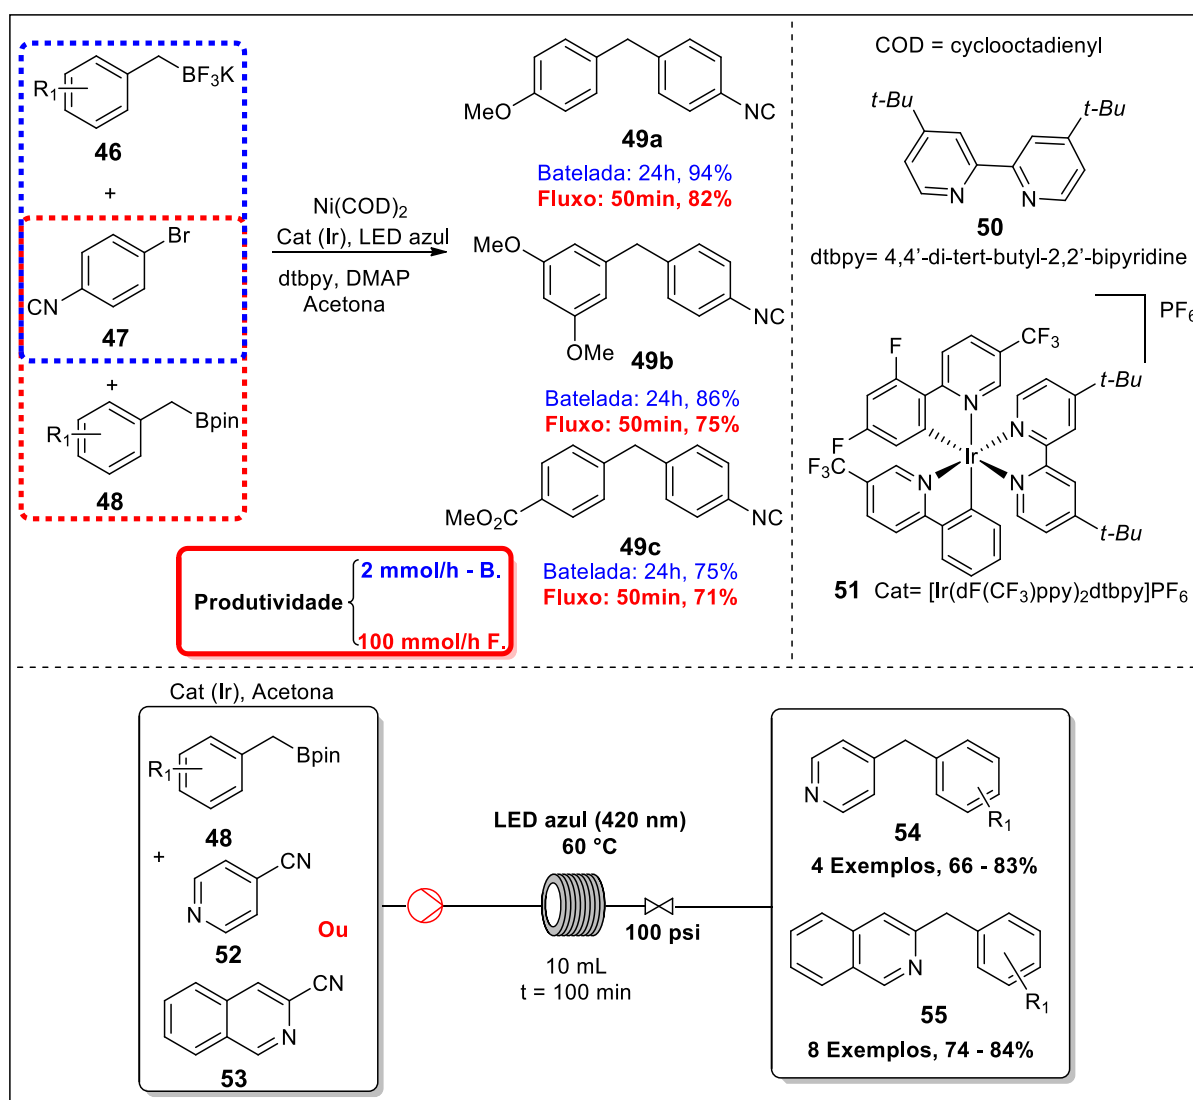 R1
BF3K
46
+
Br
CN
47
+
R1
Bpin
48
Ni(COD)2
Cat (Ir), LED azul
dtbpy, DMAP
Acetona
MeO
NC
49a
Batelada: 24h, 94%
Fluxo: 50min, 82%
MeO
OMe
NC
49b
Batelada: 24h, 86%
Fluxo: 50min, 75%
MeO2C
NC
49c
Batelada: 24h, 75%
Fluxo: 50min, 71%
Produtividade
2 mmol/h - B.
100 mmol/h F.
COD = cyclooctadienyl
t-Bu
t-Bu
N
N
50
dtbpy= 4,4'-di-tert-butyl-2,2'-bipyridine
PF6
F
CF3
t-Bu
N
N
F
Ir
F3C
N
N
t-Bu
51 Cat= [Ir(dF(CF3)ppy)2dtbpy]PF6
Cat (Ir), Acetona
R1
Bpin
48
+
CN
N
52
Ou
CN
N
53
LED azul (420 nm)
60 °C
100 psi
10 mL
t = 100 min
N
R1
54
4 Exemplos, 66 - 83%
N
R1
55
8 Exemplos, 74 - 84%